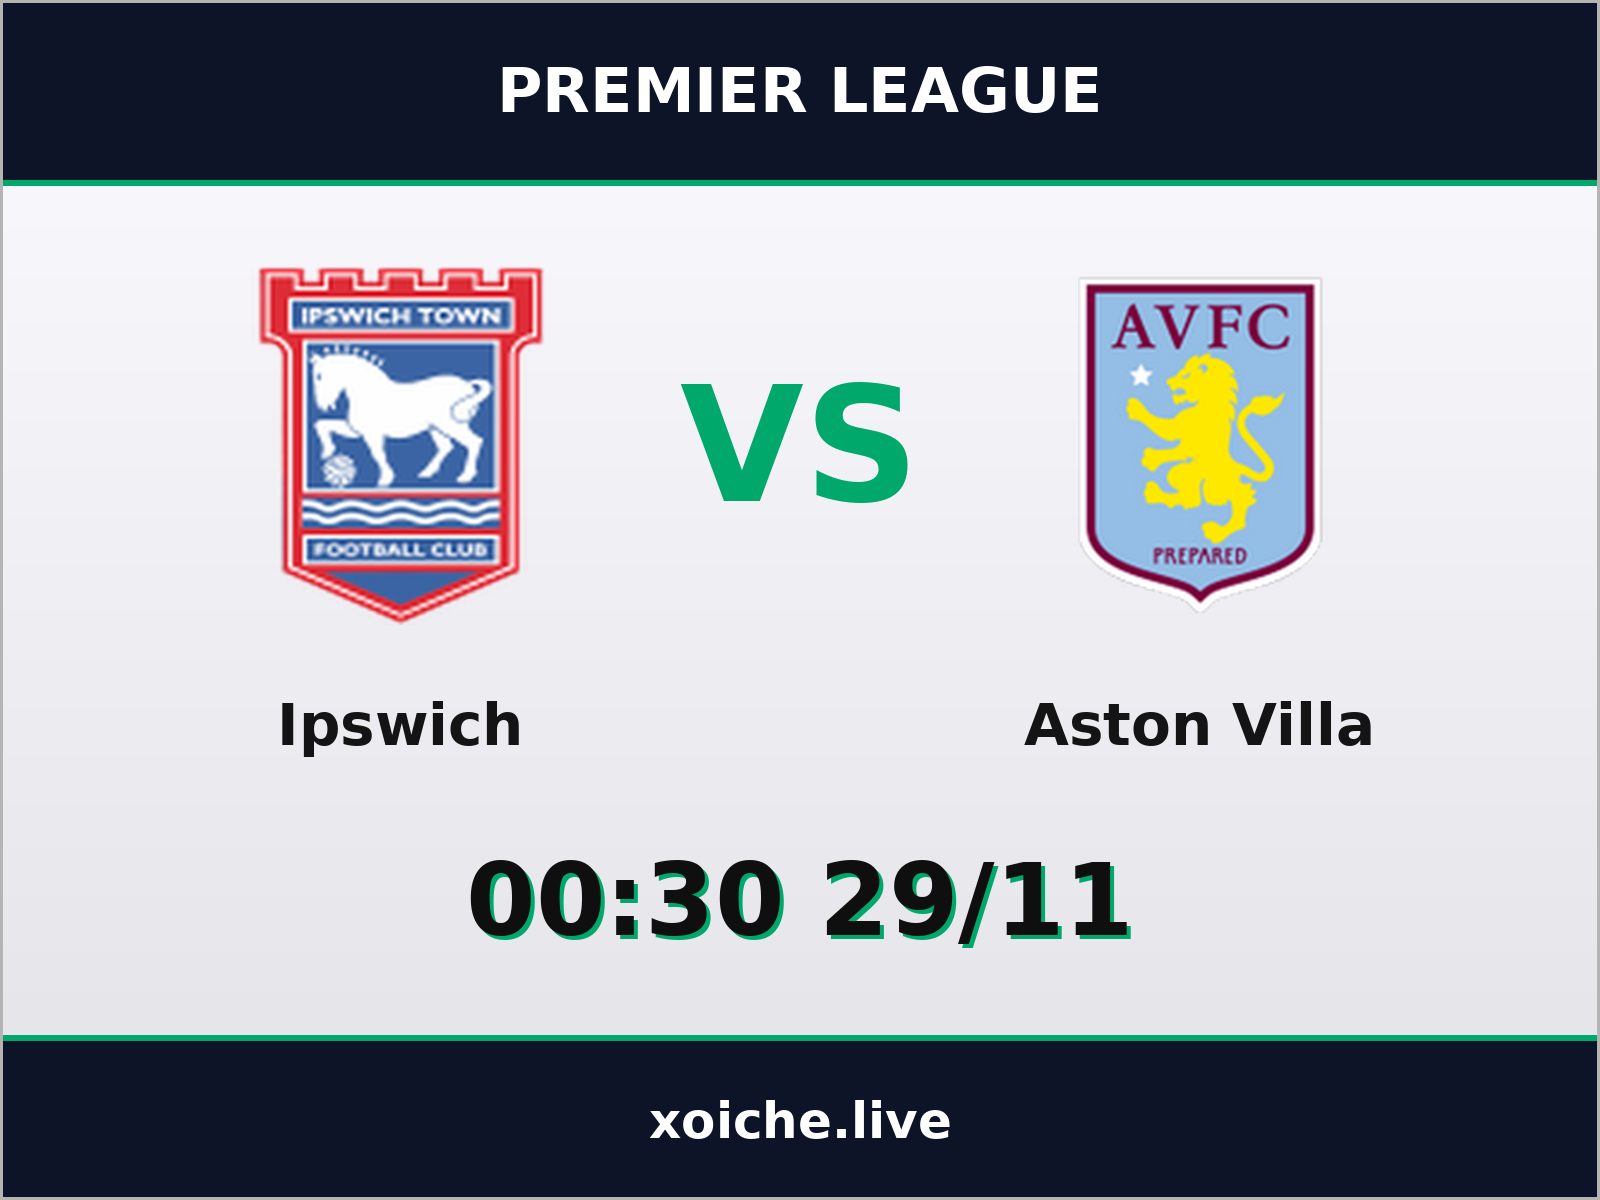 PREMIER LEAGUE
IPSWICH TOWN
FOOTBALL CLUB
VS
AVFC
PREPARED
Ipswich
Aston Villa
00:30 29/11
xoiche.live